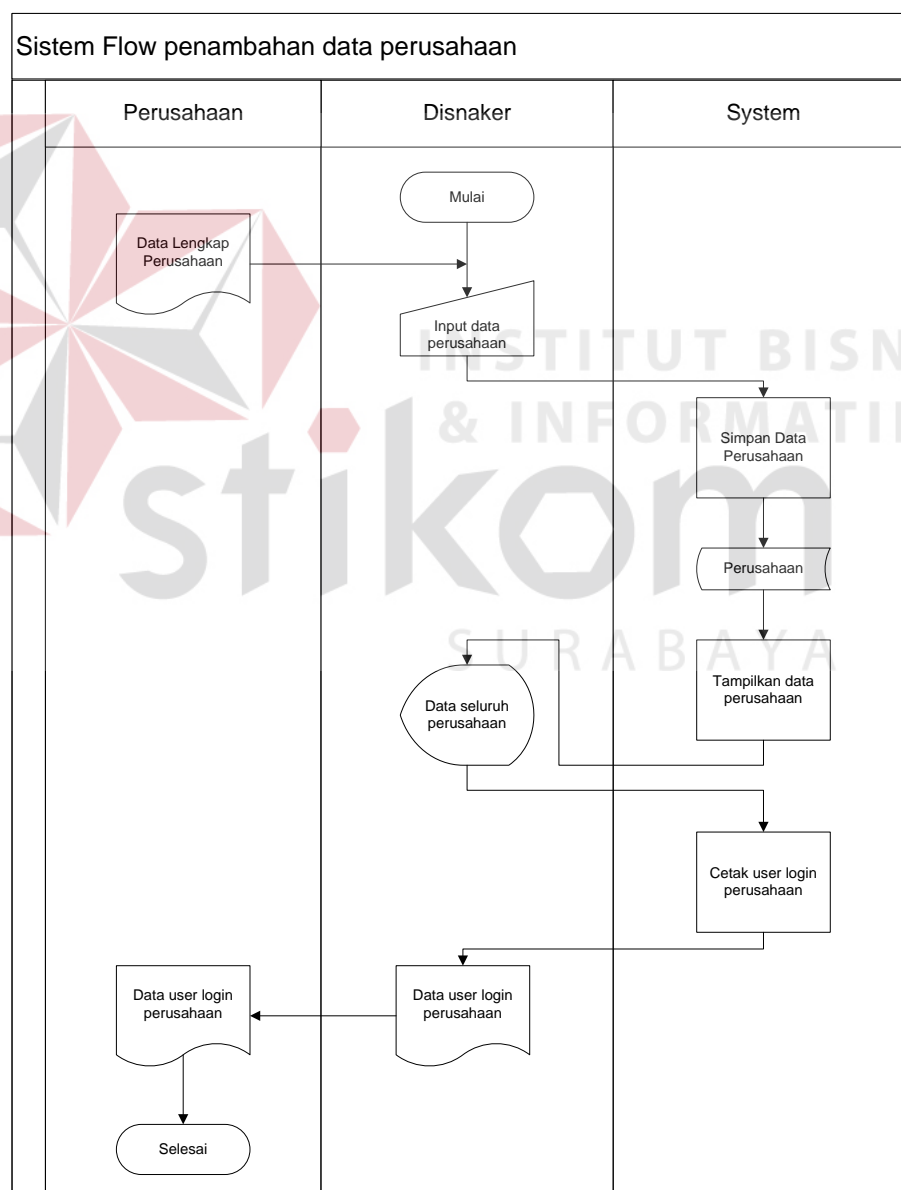 Sistem Flow penambahan data perusahaan
Perusahaan
Disnaker
System
Mulai
Data Lengkap
Perusahaan
Input data
perusahaan
INSTITUT BISN
& INFORMATI
Simpan Data
Perusahaan
stikom
Perusahaan
SURABAYA
Tampilkan data
perusahaan
Data seluruh
perusahaan
Cetak user login
perusahaan
Data user login
perusahaan
Data user login
perusahaan
Selesai